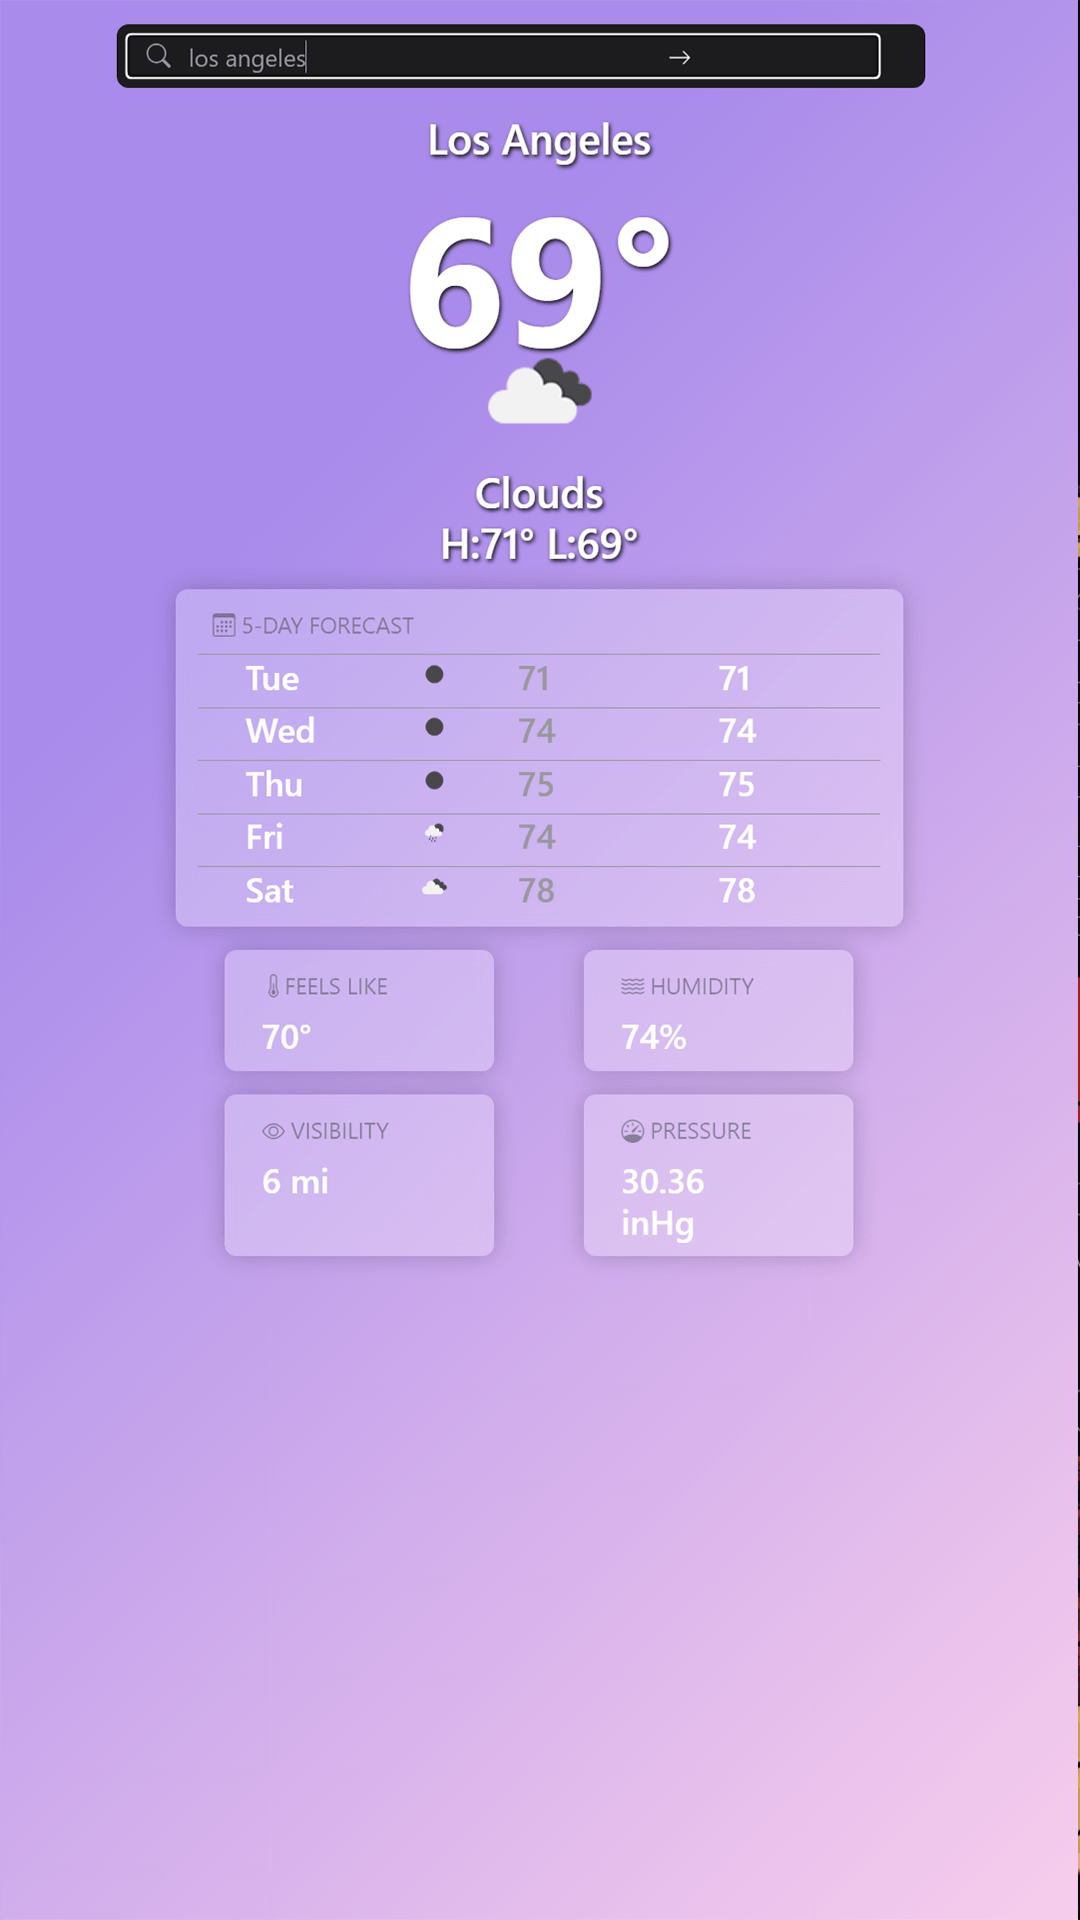 los angeles
Los Angeles
69°
Clouds
H:71° L:69°
5-DAY FORECAST
Tue 71 71
Wed 74 74
Thu 75 75
Fri 74 74
Sat 78 78
FEELS LIKE
70°
HUMIDITY
74%
VISIBILITY
6 mi
PRESSURE
30.36
inHg